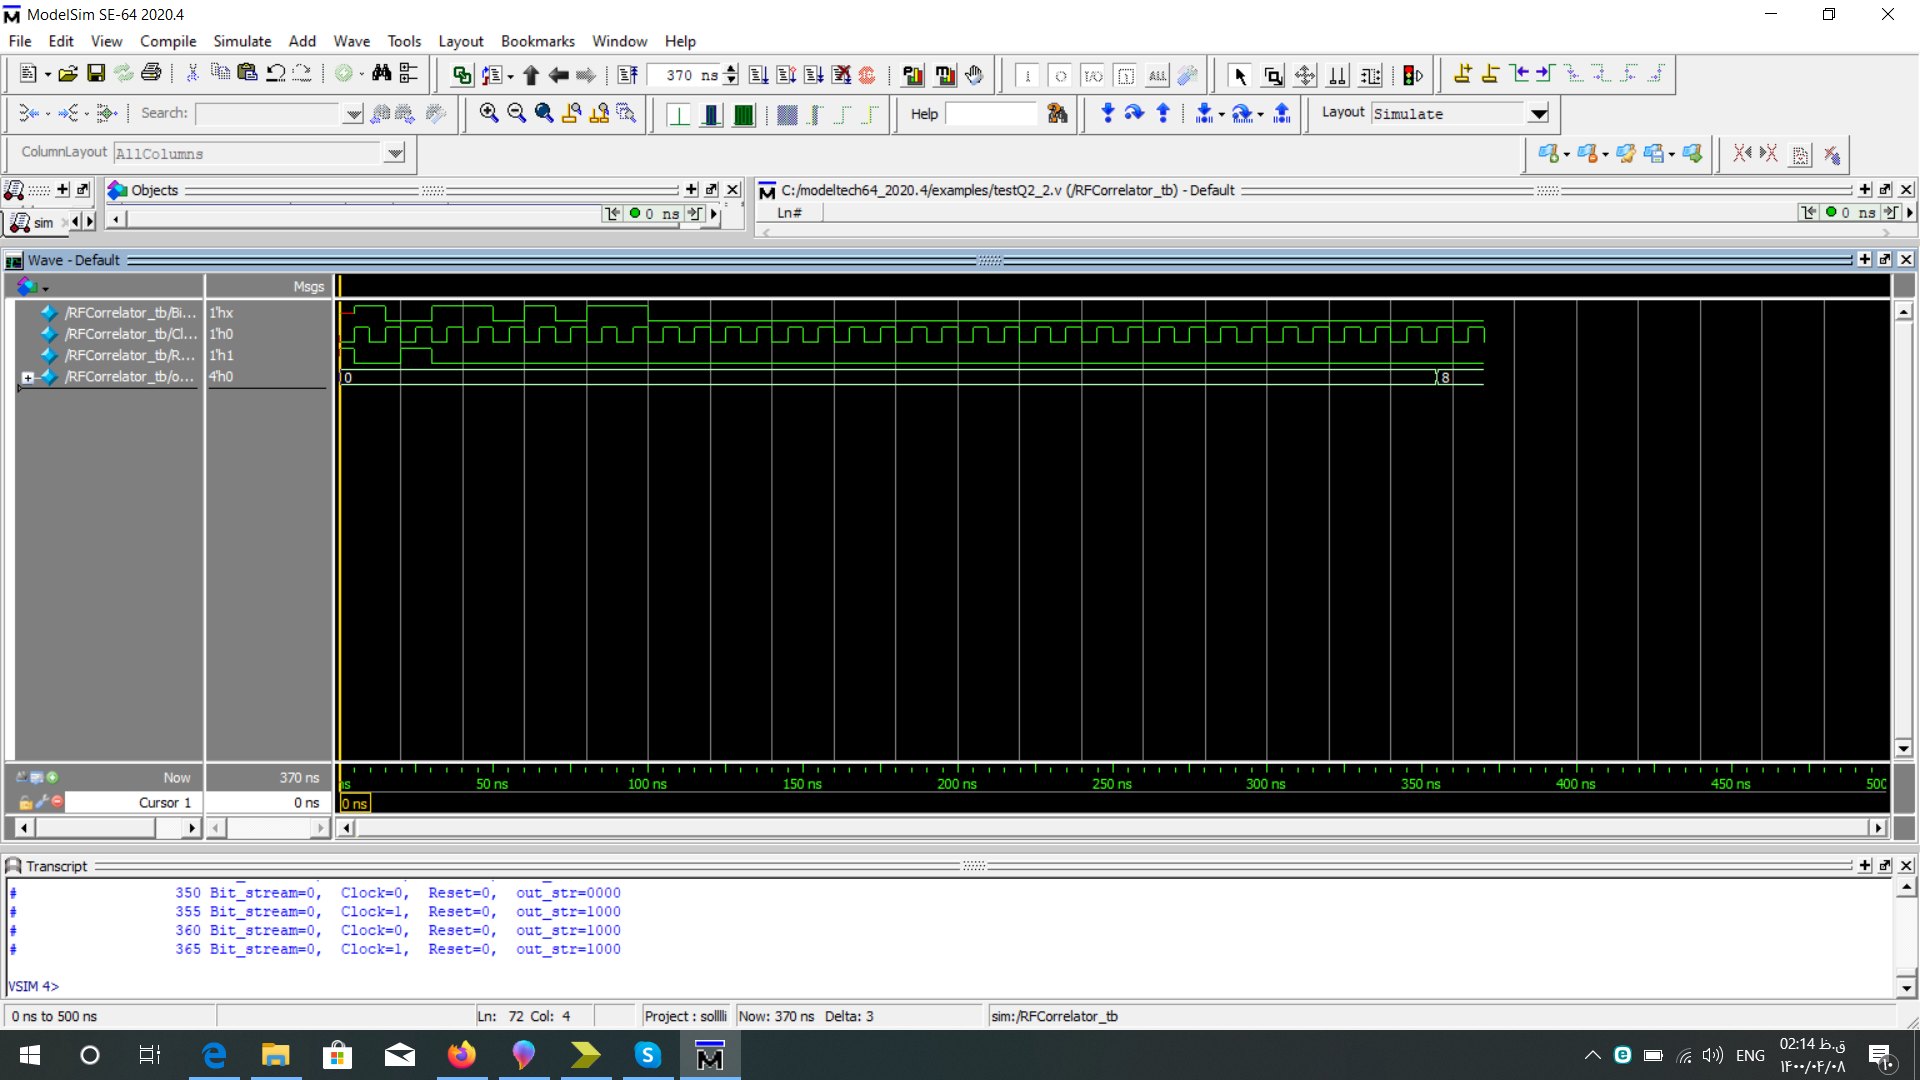 ModelSim SE-64 2020.4
File Edit View Compile Simulate Add Wave Tools Layout Bookmarks Window Help
370 ns
Search:
Help
Layout Simulate
ColumnLayout AllColumns
Objects
C:/modeltech64_2020.4/examples/testQ2_2.v (/RFCorrelator_tb) - Default
sim
0 ns
Ln#
0 ns
Wave - Default
Msgs
/RFCorrelator_tb/Bi... 1'hx
/RFCorrelator_tb/Cl... 1'h0
/RFCorrelator_tb/R... 1'h1
/RFCorrelator_tb/o... 4'h0 0 8
Now 370 ns
ns 50 ns 100 ns 150 ns 200 ns 250 ns 300 ns 350 ns 400 ns 450 ns 500
Cursor 1 0 ns 0 ns
Transcript
# 350 Bit_stream=0, Clock=0, Reset=0, out_str=0000
# 355 Bit_stream=0, Clock=1, Reset=0, out_str=1000
# 360 Bit_stream=0, Clock=0, Reset=0, out_str=1000
# 365 Bit_stream=0, Clock=1, Reset=0, out_str=1000
VSIM 4>
0 ns to 500 ns Ln: 72 Col: 4 Project : solllli Now: 370 ns Delta: 3 sim:/RFCorrelator_tb
ENG 02:14 ق.ظ
۱۴۰۰/۰۴/۰۸